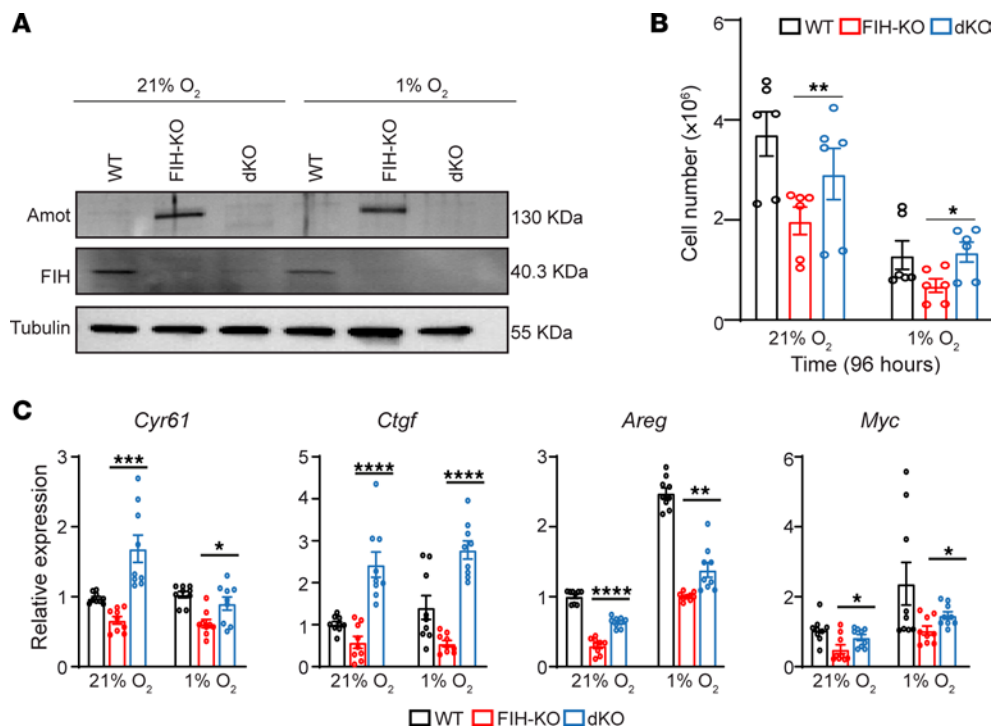 A
21% O2 1% O2
WT FIH-KO dKO WT FIH-KO dKO
Amot 130 KDa
FIH 40.3 KDa
Tubulin 55 KDa
B
WT FIH-KO dKO
Cell number (×10⁶)
6
4
2
0
** *
21% O2 1% O2
Time (96 hours)
C
Cyr61 Ctgf Areg Myc
Relative expression
3
2
1
0
*** *
21% O2 1% O2
5
4
3
2
1
0
**** ****
21% O2 1% O2
3
2
1
0
**** **
21% O2 1% O2
6
4
2
0
* *
21% O2 1% O2
WT FIH-KO dKO